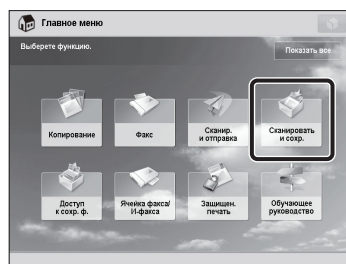 Главное меню
Выберете функцию.
Показать все
Копирование
Факс
Сканир.
и отправка
Сканировать
и сохр.
Доступ
к сохр. ф.
Ячейка факса/
И-факса
Защищен.
печать
Обучающее
руководство